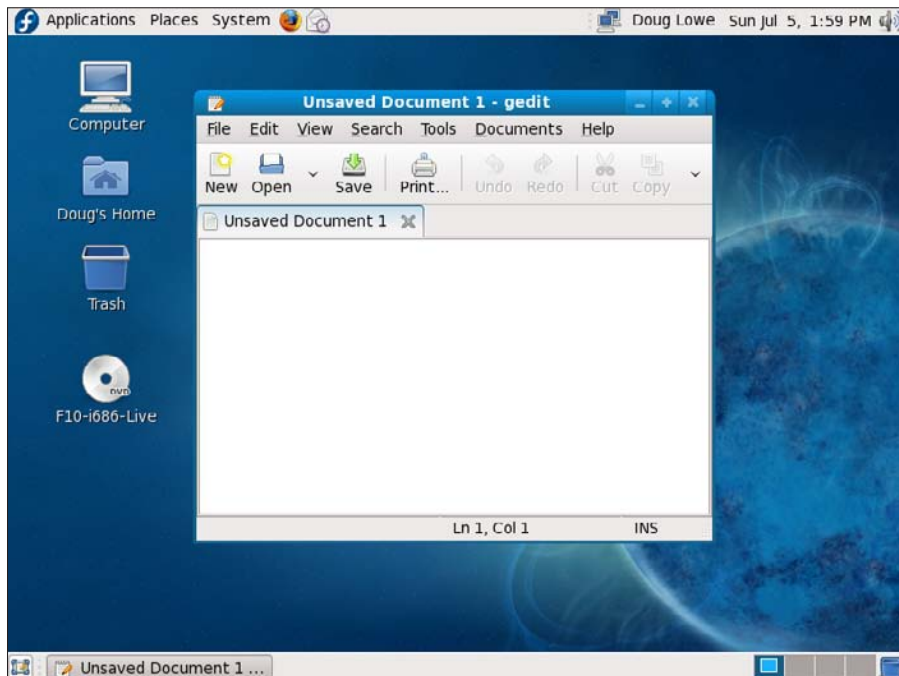 Applications Places System Doug Lowe Sun Jul 5, 1:59 PM
Computer
Doug's Home
Trash
DVD
F10-i686-Live
Unsaved Document 1 - gedit
File Edit View Search Tools Documents Help
New Open Save Print... Undo Redo Cut Copy
Unsaved Document 1
Ln 1, Col 1 INS
Unsaved Document 1 ...